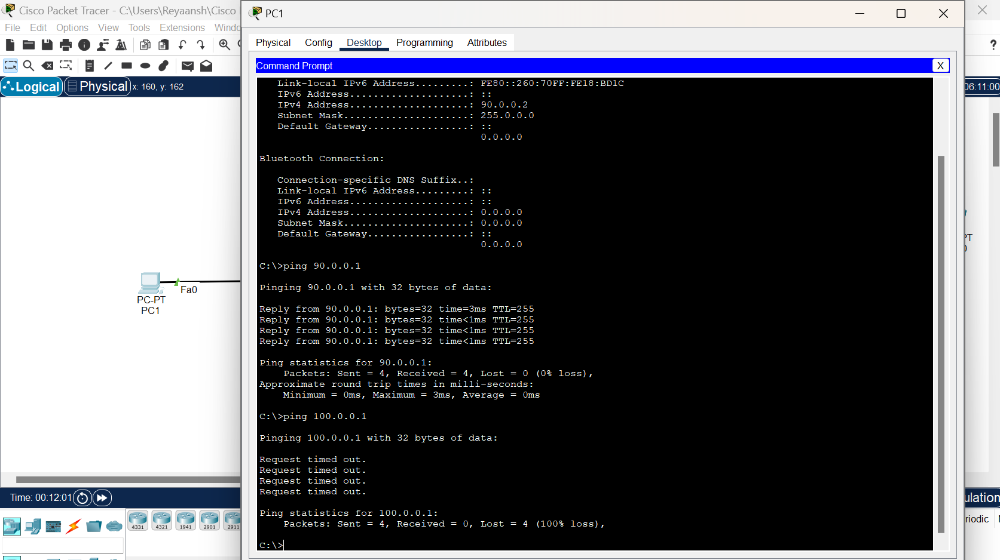 Cisco Packet Tracer - C:\Users\Reyaansh\Cisco
File Edit Options View Tools Extensions Windo
?
Logical
Physical
x: 160, y: 162
06:11:00
Fa0
PC-PT
PC1
PT
Time: 00:12:01
4331
4321
1941
2901
2911
ulation
riodic
PC1
Physical Config Desktop Programming Attributes
Command Prompt
X
Link-local IPv6 Address.........: FE80::260:70FF:FE18:BD1C
IPv6 Address....................: ::
IPv4 Address....................: 90.0.0.2
Subnet Mask.....................: 255.0.0.0
Default Gateway.................: ::
0.0.0.0
Bluetooth Connection:
Connection-specific DNS Suffix..:
Link-local IPv6 Address.........: ::
IPv6 Address....................: ::
IPv4 Address....................: 0.0.0.0
Subnet Mask.....................: 0.0.0.0
Default Gateway.................: ::
0.0.0.0
C:\>ping 90.0.0.1
Pinging 90.0.0.1 with 32 bytes of data:
Reply from 90.0.0.1: bytes=32 time=3ms TTL=255
Reply from 90.0.0.1: bytes=32 time<1ms TTL=255
Reply from 90.0.0.1: bytes=32 time<1ms TTL=255
Reply from 90.0.0.1: bytes=32 time<1ms TTL=255
Ping statistics for 90.0.0.1:
Packets: Sent = 4, Received = 4, Lost = 0 (0% loss),
Approximate round trip times in milli-seconds:
Minimum = 0ms, Maximum = 3ms, Average = 0ms
C:\>ping 100.0.0.1
Pinging 100.0.0.1 with 32 bytes of data:
Request timed out.
Request timed out.
Request timed out.
Request timed out.
Ping statistics for 100.0.0.1:
Packets: Sent = 4, Received = 0, Lost = 4 (100% loss),
C:\>